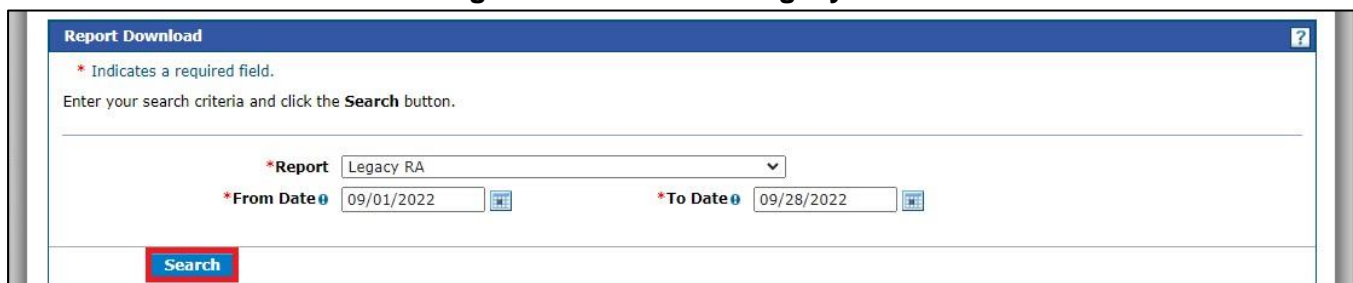 Report Download
?
* Indicates a required field.
Enter your search criteria and click the Search button.
*Report Legacy RA
*From Date 09/01/2022 *To Date 09/28/2022
Search